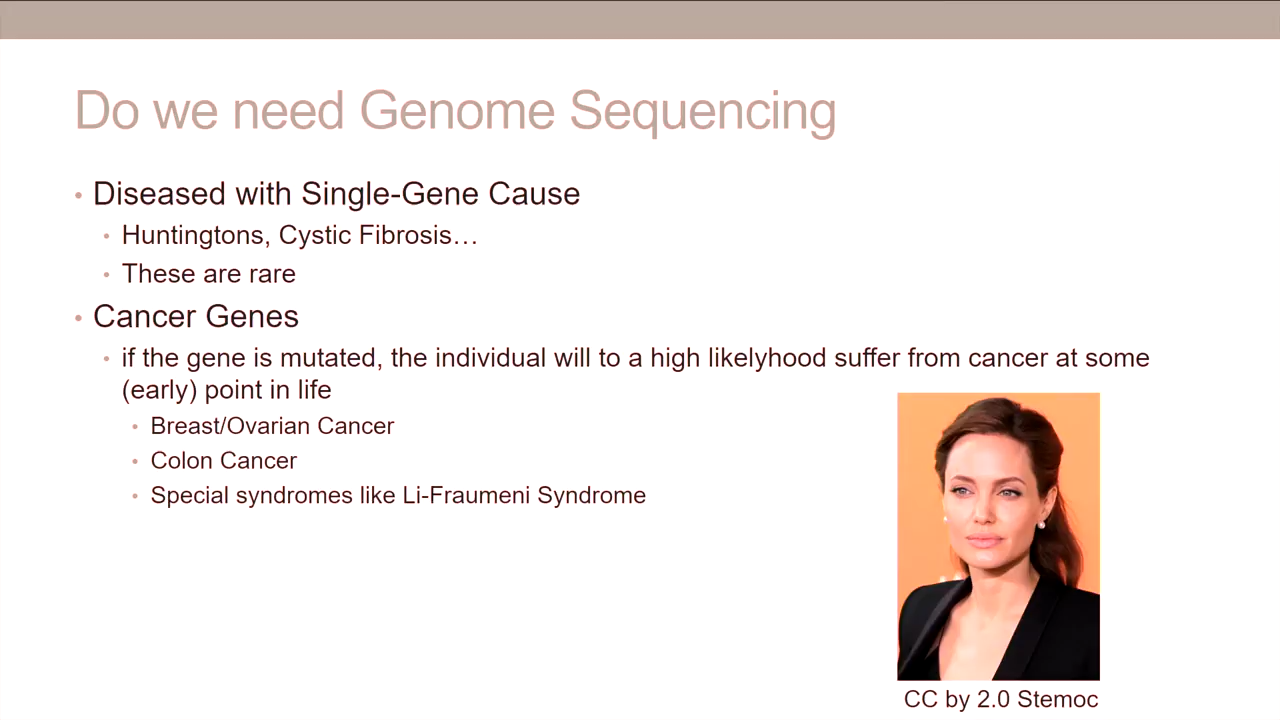 Do we need Genome Sequencing
• Diseased with Single-Gene Cause
• Huntingtons, Cystic Fibrosis…
• These are rare
• Cancer Genes
• if the gene is mutated, the individual will to a high likelyhood suffer from cancer at some
(early) point in life
• Breast/Ovarian Cancer
• Colon Cancer
• Special syndromes like Li-Fraumeni Syndrome
CC by 2.0 Stemoc